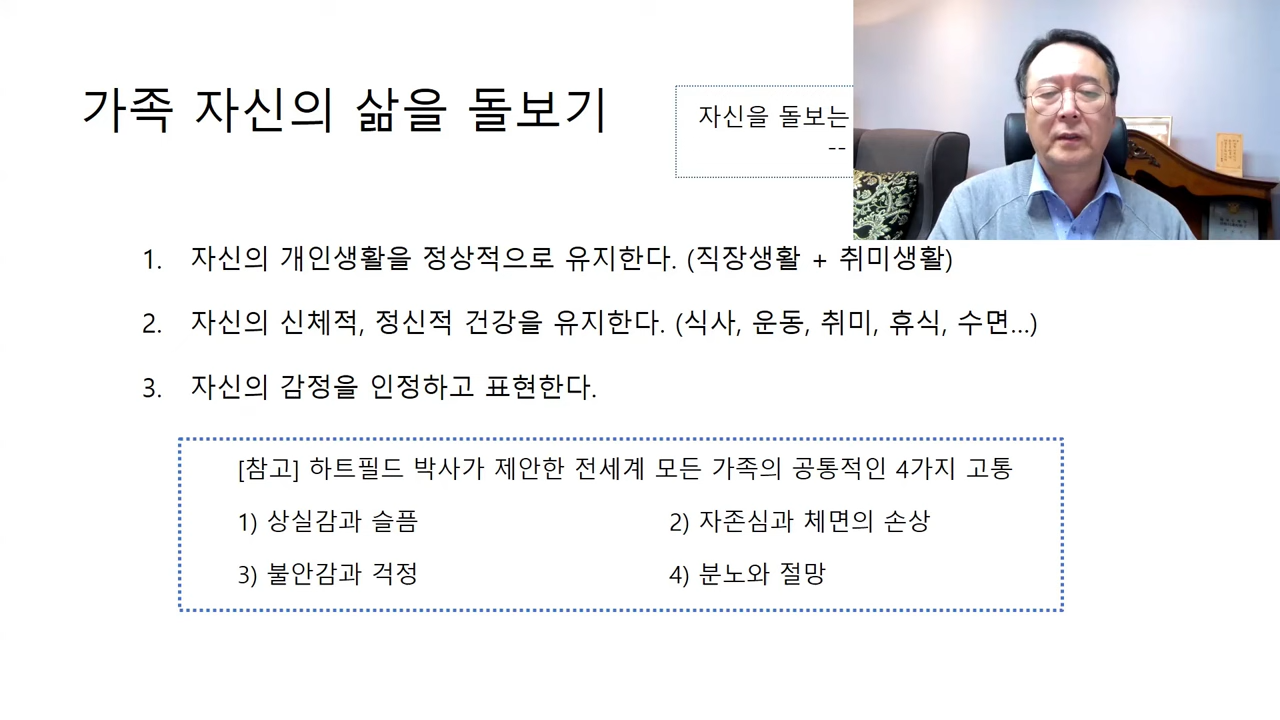 가족 자신의 삶을 돌보기
자신을 돌보는
--
1. 자신의 개인생활을 정상적으로 유지한다. (직장생활 + 취미생활)
2. 자신의 신체적, 정신적 건강을 유지한다. (식사, 운동, 취미, 휴식, 수면...)
3. 자신의 감정을 인정하고 표현한다.
[참고] 하트필드 박사가 제안한 전세계 모든 가족의 공통적인 4가지 고통
1) 상실감과 슬픔
2) 자존심과 체면의 손상
3) 불안감과 걱정
4) 분노와 절망